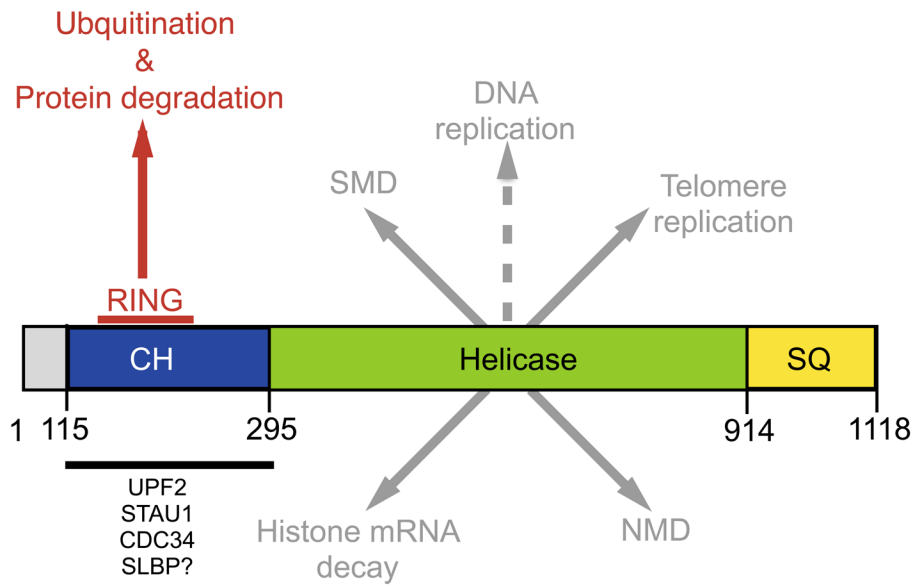 Ubquitination
&
Protein degradation
DNA
replication
SMD
Telomere
replication
RING
CH
Helicase
SQ
1
115
295
914
1118
UPF2
STAU1
CDC34
SLBP?
Histone mRNA
decay
NMD